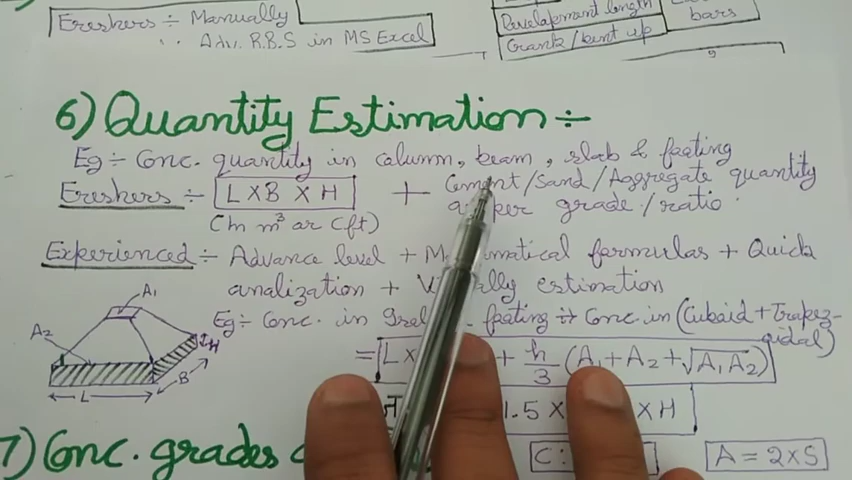 Freshers ÷ Manually
Adv. R.B.S in MS Excel
Development length
Crank/bent up
bars
6) Quantity Estimation ÷
Eg ÷ Conc. quantity in column, beam, slab & footing
Freshers ÷ L X B X H + Cement/Sand/Aggregate quantity
(In m³ or Cft) per grade/ratio
Experienced ÷ Advance level + formulas + Quick
analization + estimation
Eg ÷ Conc. in footing ÷ Conc. in (Cuboid + Trapez-
oidal)
A1
A2
H
L
B
= L X + h/3 (A1 + A2 + √A1A2)
1.5 X X H
7) Conc. grades
C:
A = 2 X S